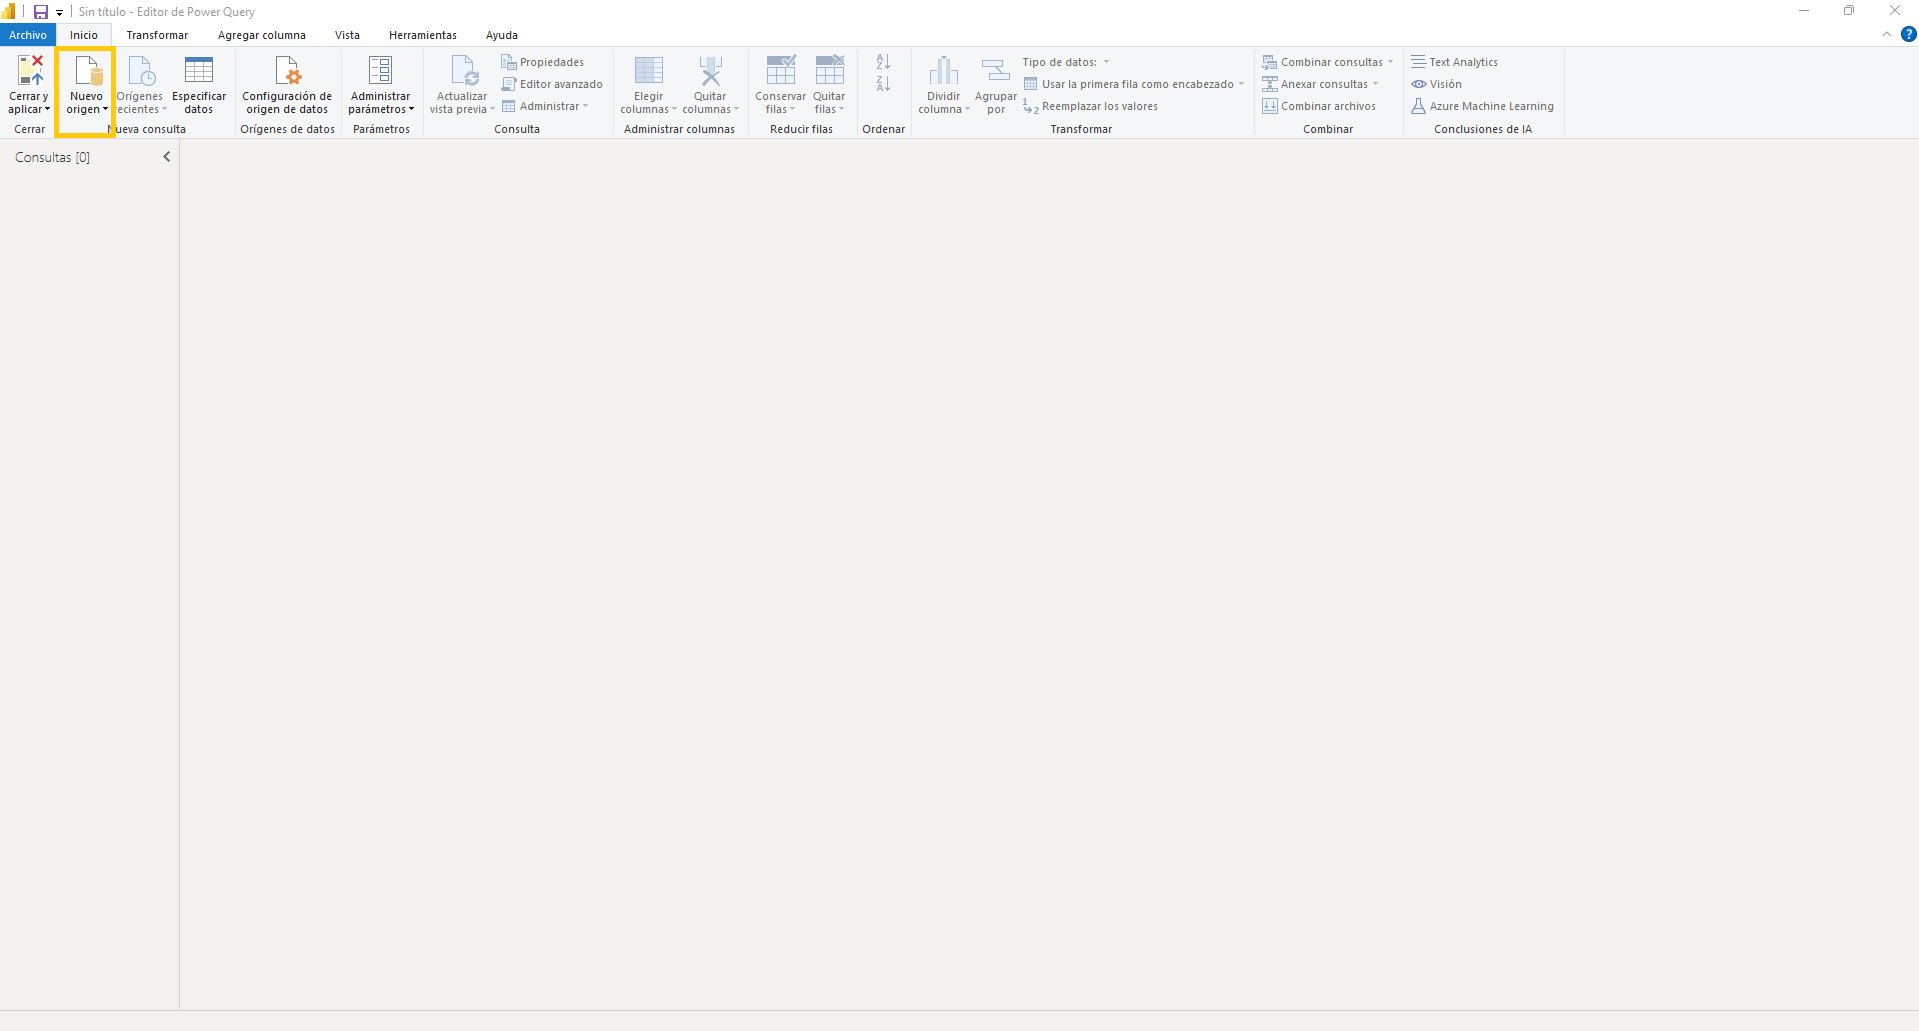 Sin título - Editor de Power Query
Archivo Inicio Transformar Agregar columna Vista Herramientas Ayuda
Cerrar y
aplicar
Cerrar
Nuevo
origen
Orígenes
recientes
Especificar
datos
Nueva consulta
Configuración de
origen de datos
Orígenes de datos
Administrar
parámetros
Parámetros
Actualizar
vista previa
Propiedades
Editor avanzado
Administrar
Consulta
Elegir
columnas
Quitar
columnas
Administrar columnas
Conservar
filas
Quitar
filas
Reducir filas
A
Z
Z
A
Ordenar
Dividir
columna
Agrupar
por
Tipo de datos:
Usar la primera fila como encabezado
1
2
Reemplazar los valores
Transformar
Combinar consultas
Anexar consultas
Combinar archivos
Combinar
Text Analytics
Visión
Azure Machine Learning
Conclusiones de IA
?
Consultas [0]